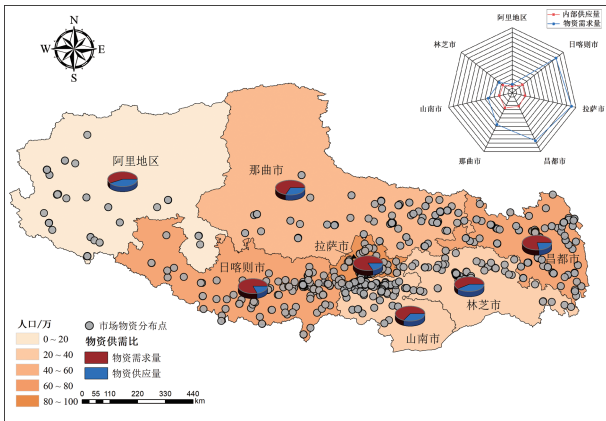 N
W E
S
内部供应量
物资需求量
阿里地区
日喀则市
拉萨市
昌都市
那曲市
山南市
林芝市
阿里地区
那曲市
拉萨市
日喀则市
昌都市
林芝市
山南市
人口/万
0~20
20~40
40~60
60~80
80~100
市场物资分布点
物资供需比
物资需求量
物资供应量
0 55 110 220 330 440
km